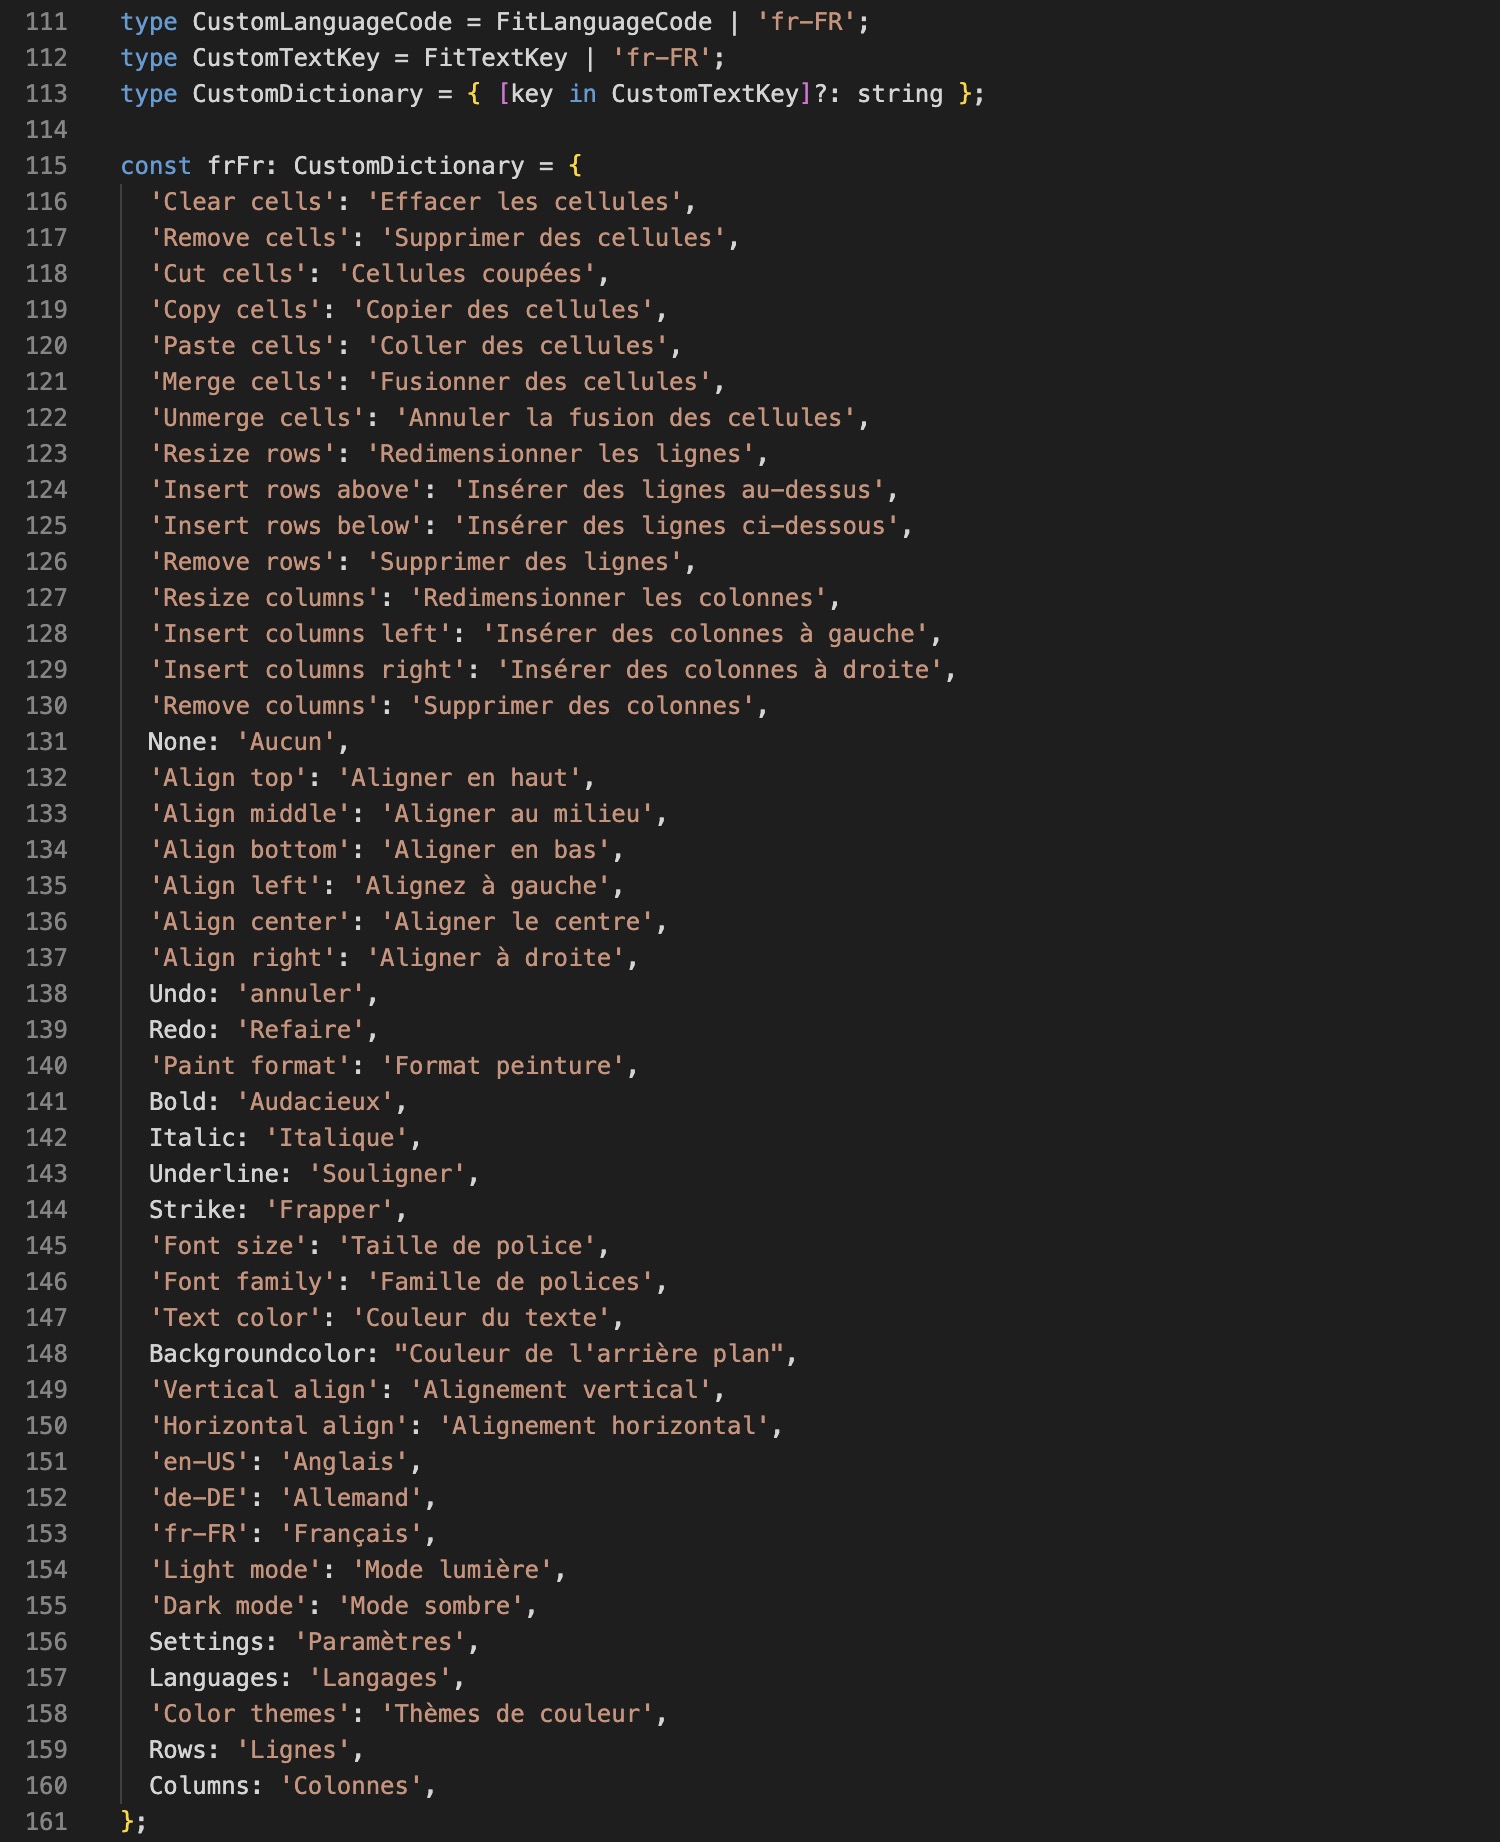 111 type CustomLanguageCode = FitLanguageCode | 'fr-FR';
112 type CustomTextKey = FitTextKey | 'fr-FR';
113 type CustomDictionary = { [key in CustomTextKey]?: string };
114
115 const frFr: CustomDictionary = {
116 'Clear cells': 'Effacer les cellules',
117 'Remove cells': 'Supprimer des cellules',
118 'Cut cells': 'Cellules coupées',
119 'Copy cells': 'Copier des cellules',
120 'Paste cells': 'Coller des cellules',
121 'Merge cells': 'Fusionner des cellules',
122 'Unmerge cells': 'Annuler la fusion des cellules',
123 'Resize rows': 'Redimensionner les lignes',
124 'Insert rows above': 'Insérer des lignes au-dessus',
125 'Insert rows below': 'Insérer des lignes ci-dessous',
126 'Remove rows': 'Supprimer des lignes',
127 'Resize columns': 'Redimensionner les colonnes',
128 'Insert columns left': 'Insérer des colonnes à gauche',
129 'Insert columns right': 'Insérer des colonnes à droite',
130 'Remove columns': 'Supprimer des colonnes',
131 None: 'Aucun',
132 'Align top': 'Aligner en haut',
133 'Align middle': 'Aligner au milieu',
134 'Align bottom': 'Aligner en bas',
135 'Align left': 'Alignez à gauche',
136 'Align center': 'Aligner le centre',
137 'Align right': 'Aligner à droite',
138 Undo: 'annuler',
139 Redo: 'Refaire',
140 'Paint format': 'Format peinture',
141 Bold: 'Audacieux',
142 Italic: 'Italique',
143 Underline: 'Souligner',
144 Strike: 'Frapper',
145 'Font size': 'Taille de police',
146 'Font family': 'Famille de polices',
147 'Text color': 'Couleur du texte',
148 Backgroundcolor: "Couleur de l'arrière plan",
149 'Vertical align': 'Alignement vertical',
150 'Horizontal align': 'Alignement horizontal',
151 'en-US': 'Anglais',
152 'de-DE': 'Allemand',
153 'fr-FR': 'Français',
154 'Light mode': 'Mode lumière',
155 'Dark mode': 'Mode sombre',
156 Settings: 'Paramètres',
157 Languages: 'Langages',
158 'Color themes': 'Thèmes de couleur',
159 Rows: 'Lignes',
160 Columns: 'Colonnes',
161 };